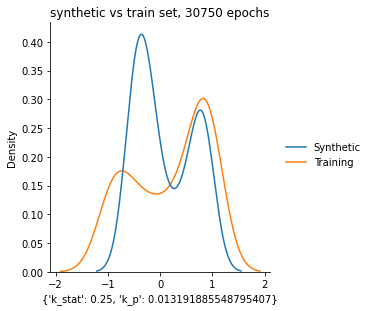 synthetic vs train set, 30750 epochs
0.40
0.35
0.30
0.25
0.20
0.15
0.10
0.05
0.00
Density
−2
−1
0
1
2
{'k_stat': 0.25, 'k_p': 0.013191885548795407}
Synthetic
Training